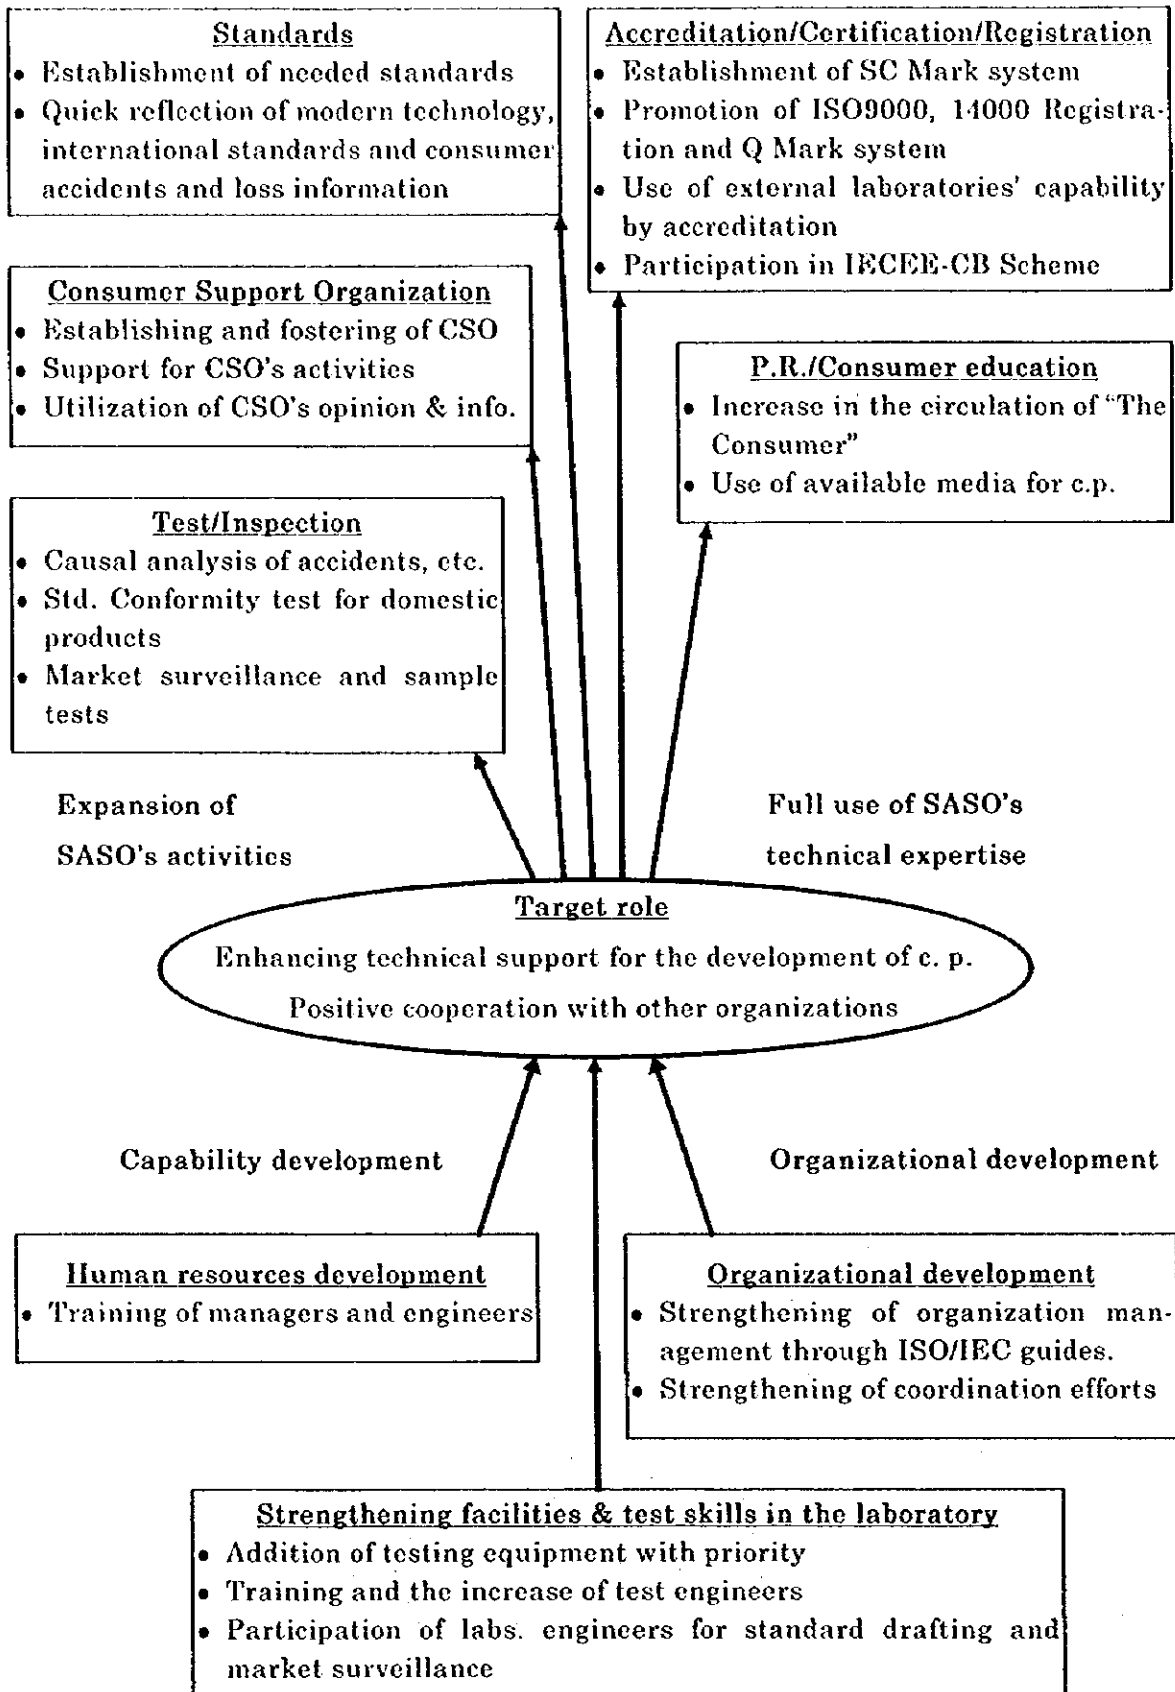 Standards
• Establishment of needed standards
• Quick reflection of modern technology,
international standards and consumer
accidents and loss information
Accreditation/Certification/Registration
• Establishment of SC Mark system
• Promotion of ISO9000, 14000 Registra-
tion and Q Mark system
• Use of external laboratories' capability
by accreditation
• Participation in IECEE-CB Scheme
Consumer Support Organization
• Establishing and fostering of CSO
• Support for CSO's activities
• Utilization of CSO's opinion & info.
P.R./Consumer education
• Increase in the circulation of "The
Consumer"
• Use of available media for c.p.
Test/Inspection
• Causal analysis of accidents, etc.
• Std. Conformity test for domestic
products
• Market surveillance and sample
tests
Expansion of
SASO's activities
Full use of SASO's
technical expertise
Target role
Enhancing technical support for the development of c. p.
Positive cooperation with other organizations
Capability development
Organizational development
Human resources development
• Training of managers and engineers
Organizational development
• Strengthening of organization man-
agement through ISO/IEC guides.
• Strengthening of coordination efforts
Strengthening facilities & test skills in the laboratory
• Addition of testing equipment with priority
• Training and the increase of test engineers
• Participation of labs. engineers for standard drafting and
market surveillance